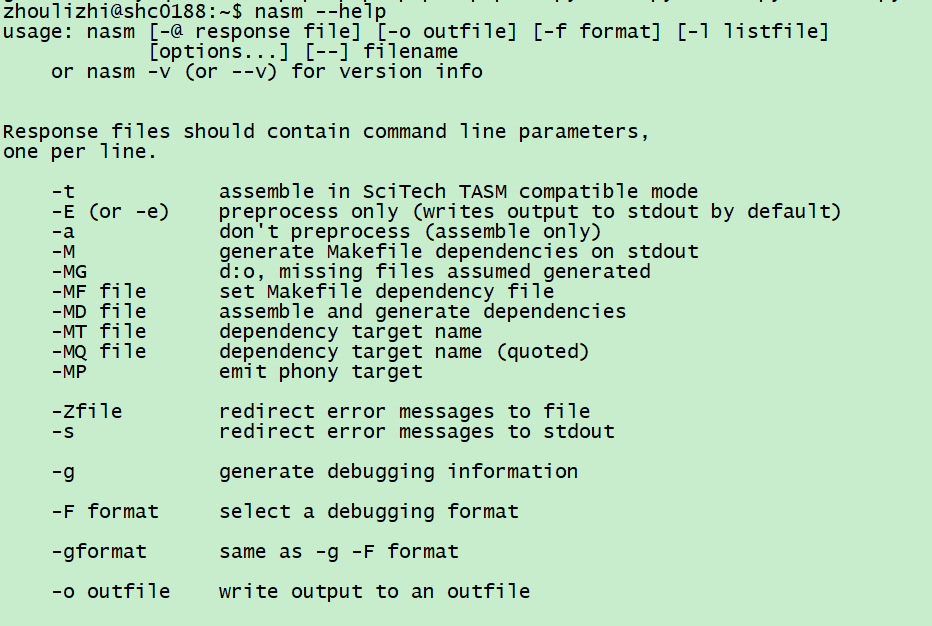 zhoulizhi@shc0188:~$ nasm --help
usage: nasm [-@ response file] [-o outfile] [-f format] [-l listfile]
            [options...] [--] filename
    or nasm -v (or --v) for version info
Response files should contain command line parameters,
one per line.
    -t            assemble in SciTech TASM compatible mode
    -E (or -e)    preprocess only (writes output to stdout by default)
    -a            don't preprocess (assemble only)
    -M            generate Makefile dependencies on stdout
    -MG           d:o, missing files assumed generated
    -MF file      set Makefile dependency file
    -MD file      assemble and generate dependencies
    -MT file      dependency target name
    -MQ file      dependency target name (quoted)
    -MP           emit phony target
    -Zfile        redirect error messages to file
    -s            redirect error messages to stdout
    -g            generate debugging information
    -F format     select a debugging format
    -gformat      same as -g -F format
    -o outfile    write output to an outfile